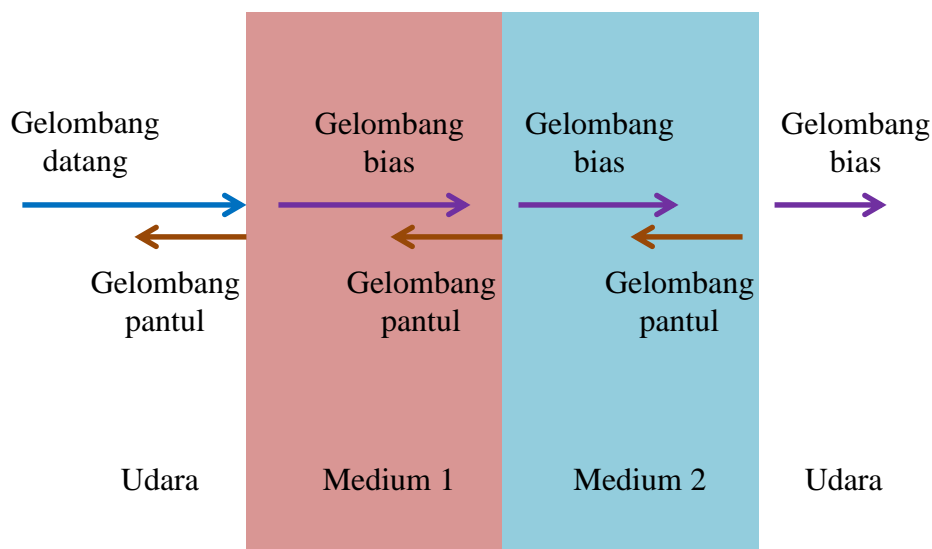 Gelombang
datang
Gelombang
bias
Gelombang
bias
Gelombang
bias
Gelombang
pantul
Gelombang
pantul
Gelombang
pantul
Udara
Medium 1
Medium 2
Udara